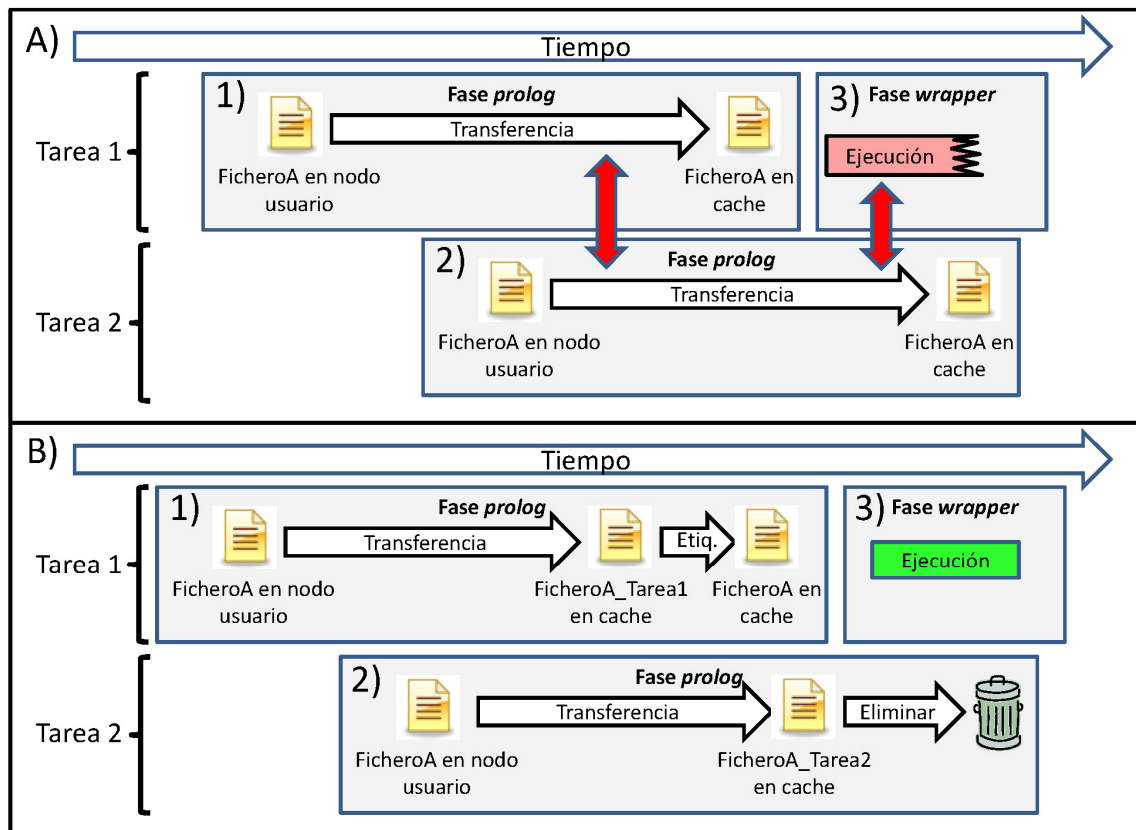 A)
Tiempo
Tarea 1
1)
Fase prolog
Transferencia
FicheroA en nodo
usuario
FicheroA en
cache
3) Fase wrapper
Ejecución
Tarea 2
2)
Fase prolog
Transferencia
FicheroA en nodo
usuario
FicheroA en
cache
B)
Tiempo
Tarea 1
1)
Fase prolog
Transferencia
Etiq.
FicheroA en nodo
usuario
FicheroA_Tarea1
en cache
FicheroA en
cache
3) Fase wrapper
Ejecución
Tarea 2
2)
Fase prolog
Transferencia
Eliminar
FicheroA en nodo
usuario
FicheroA_Tarea2
en cache